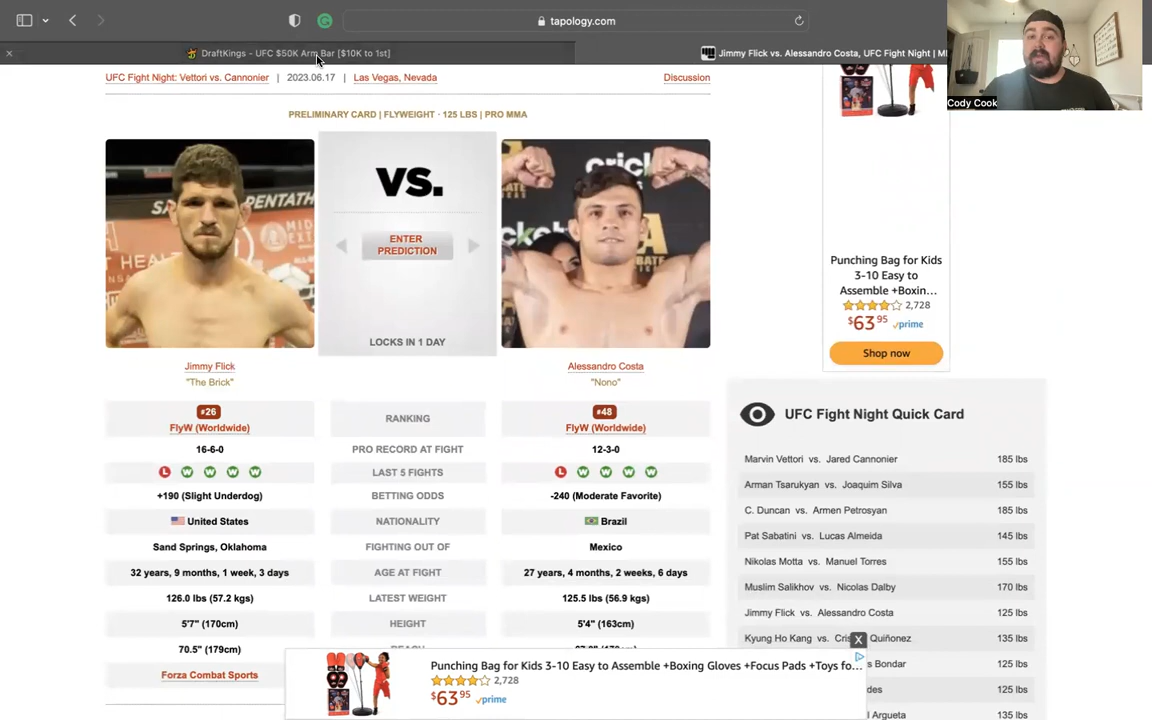 tapology.com
DraftKings - UFC $50K Arm Bar [$10K to 1st]
Jimmy Flick vs. Alessandro Costa, UFC Fight Night | M
Cody Cook
UFC Fight Night: Vettori vs. Cannonier | 2023.06.17 | Las Vegas, Nevada
Discussion
PRELIMINARY CARD | FLYWEIGHT · 125 LBS | PRO MMA
VS.
ENTER
PREDICTION
LOCKS IN 1 DAY
Jimmy Flick
"The Brick"
Alessandro Costa
"Nono"
#26 RANKING #48
FlyW (Worldwide) FlyW (Worldwide)
16-6-0 PRO RECORD AT FIGHT 12-3-0
L W W W W LAST 5 FIGHTS L W W W W
+190 (Slight Underdog) BETTING ODDS -240 (Moderate Favorite)
United States NATIONALITY Brazil
Sand Springs, Oklahoma FIGHTING OUT OF Mexico
32 years, 9 months, 1 week, 3 days AGE AT FIGHT 27 years, 4 months, 2 weeks, 6 days
126.0 lbs (57.2 kgs) LATEST WEIGHT 125.5 lbs (56.9 kgs)
5'7" (170cm) HEIGHT 5'4" (163cm)
70.5" (179cm) REACH
Forza Combat Sports
Punching Bag for Kids
3-10 Easy to
Assemble +Boxin…
2,728
$63 95 prime
Shop now
UFC Fight Night Quick Card
Marvin Vettori vs. Jared Cannonier 185 lbs
Arman Tsarukyan vs. Joaquim Silva 155 lbs
C. Duncan vs. Armen Petrosyan 185 lbs
Pat Sabatini vs. Lucas Almeida 145 lbs
Nikolas Motta vs. Manuel Torres 155 lbs
Muslim Salikhov vs. Nicolas Dalby 170 lbs
Jimmy Flick vs. Alessandro Costa 125 lbs
Kyung Ho Kang vs. Cris Quiñonez 135 lbs
s Bondar 125 lbs
des 125 lbs
l Argueta 135 lbs
X
Punching Bag for Kids 3-10 Easy to Assemble +Boxing Gloves +Focus Pads +Toys fo…
2,728
$63 95 prime